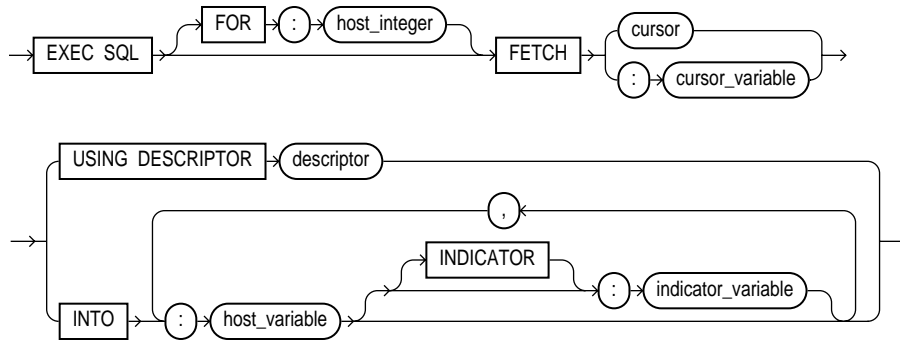 FOR : host_integer
EXEC SQL FETCH cursor
: cursor_variable
USING DESCRIPTOR descriptor
,
INDICATOR
: indicator_variable
INTO : host_variable